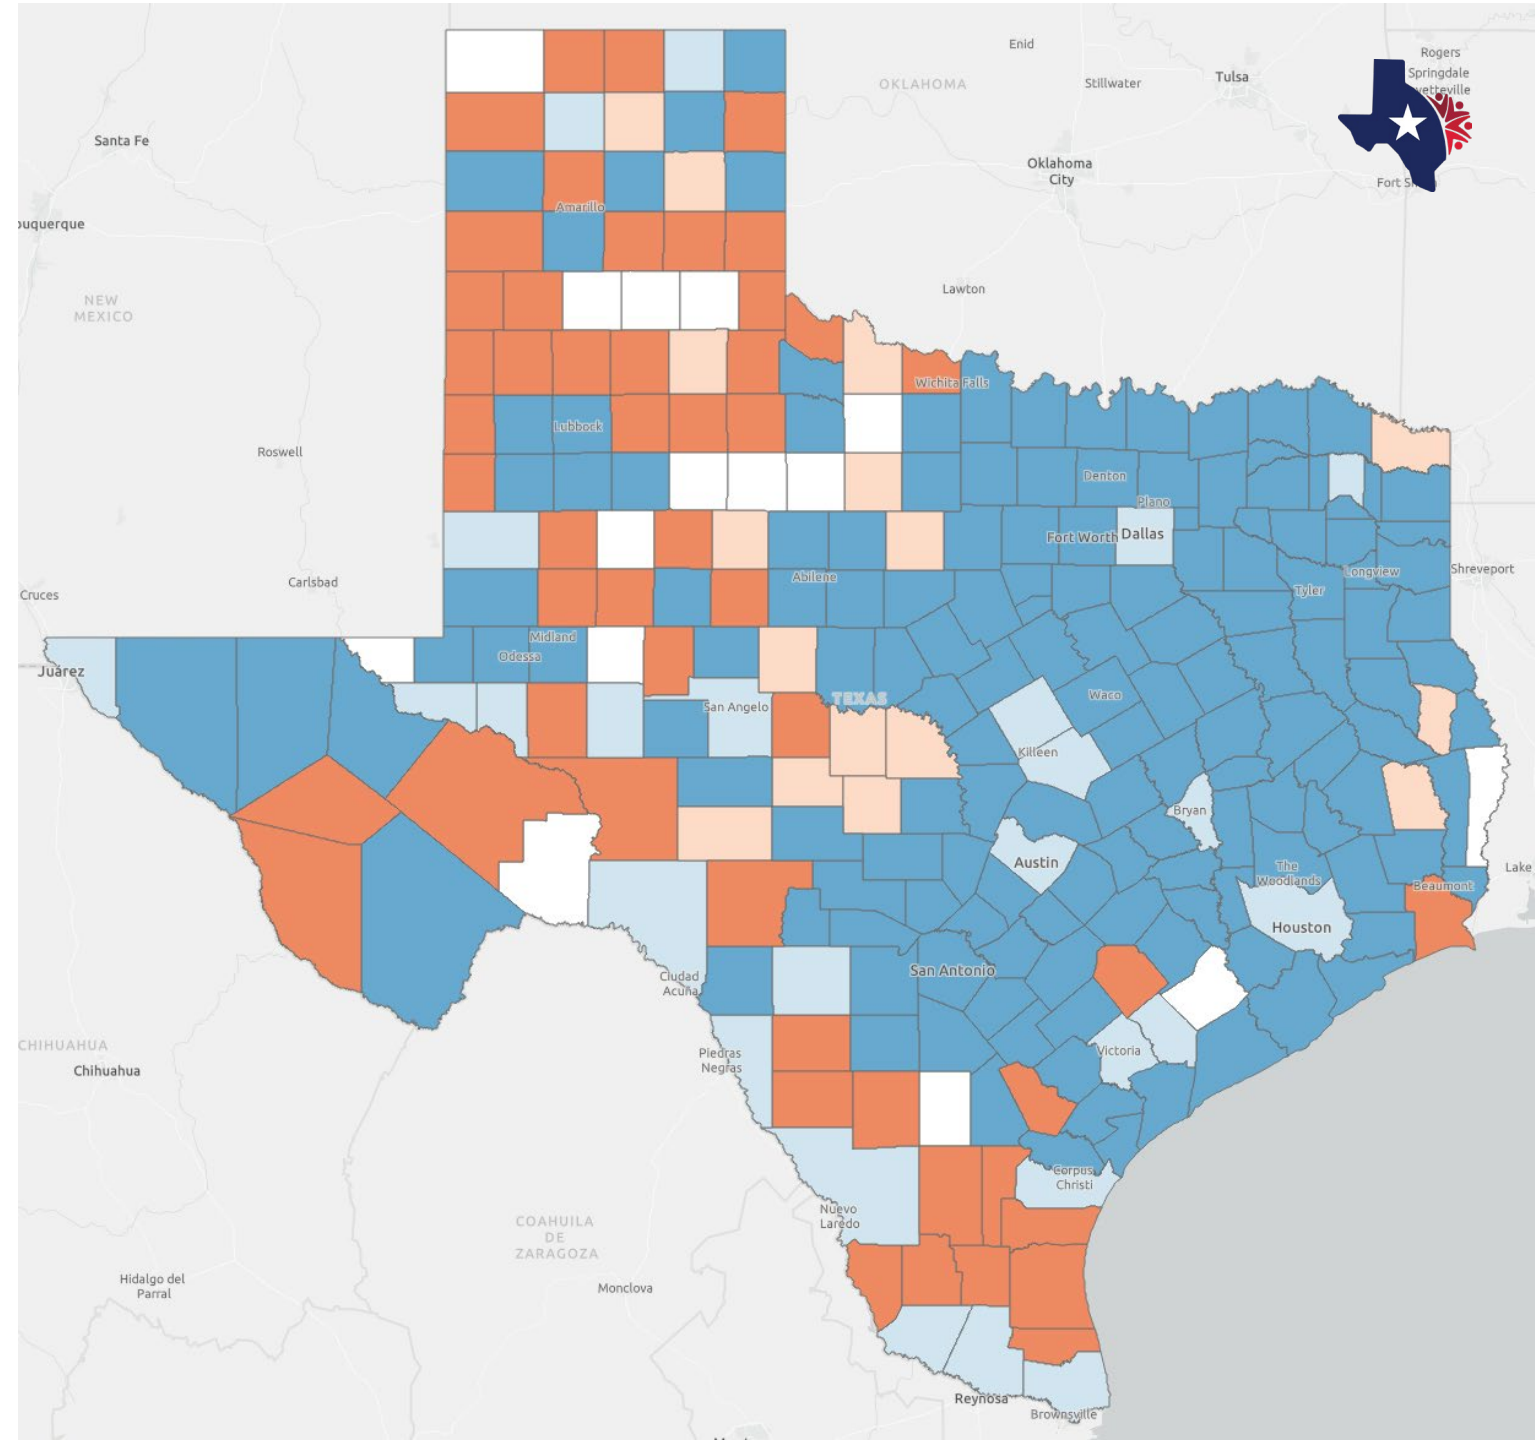 Enid
Rogers
Springdale
Tulsa
Stillwater
OKLAHOMA
Santa Fe
Oklahoma
City
Amarillo
Lawton
NEW
MEXICO
Wichita Falls
Lubbock
Roswell
Denton
Plano
Fort Worth
Dallas
Carlsbad
Abilene
Longview
Shreveport
Cruces
Tyler
Midland
Odessa
Juárez
TEXAS
Waco
San Angelo
Killeen
Bryan
Austin
The
Woodlands
Lake
Beaumont
Houston
San Antonio
Ciudad
Acuña
CHIHUAHUA
Chihuahua
Piedras
Negras
Victoria
Corpus
Christi
Nuevo
Laredo
COAHUILA
DE
ZARAGOZA
Hidalgo del
Parral
Monclova
Reynosa
Brownsville